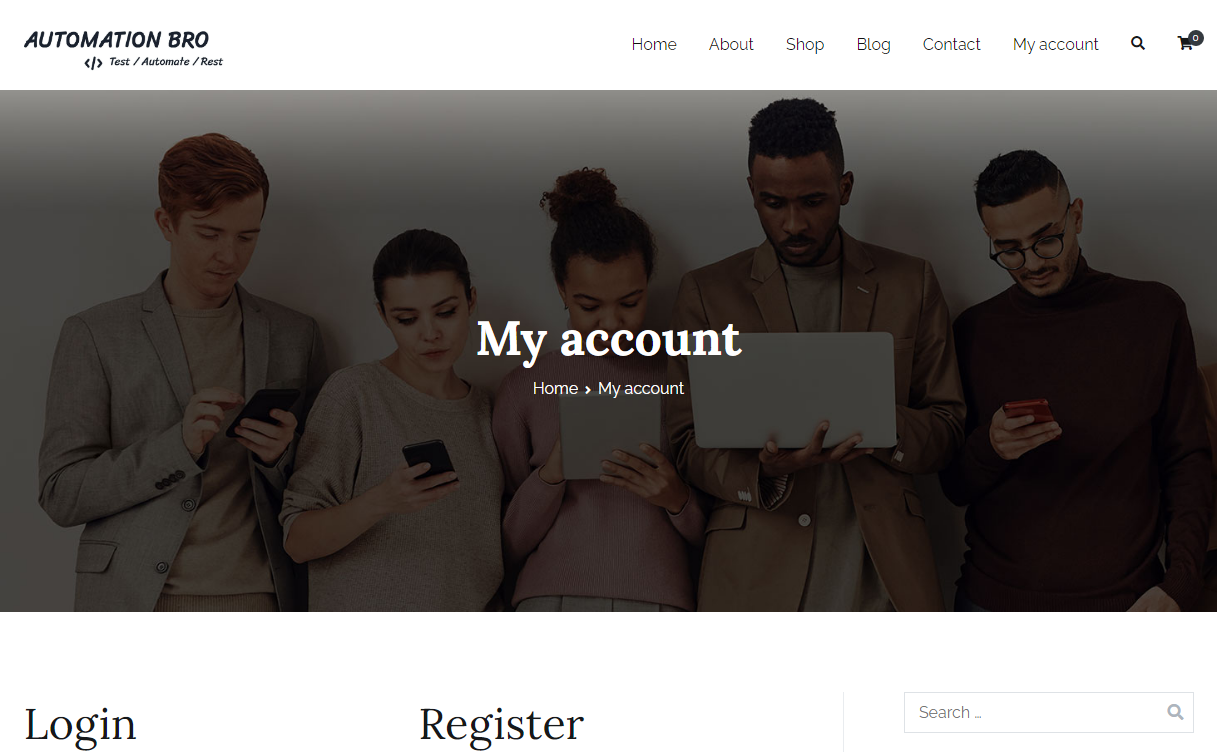 AUTOMATION BRO
</> Test / Automate / Rest
Home About Shop Blog Contact My account 0
My account
Home › My account
Login
Register
Search …